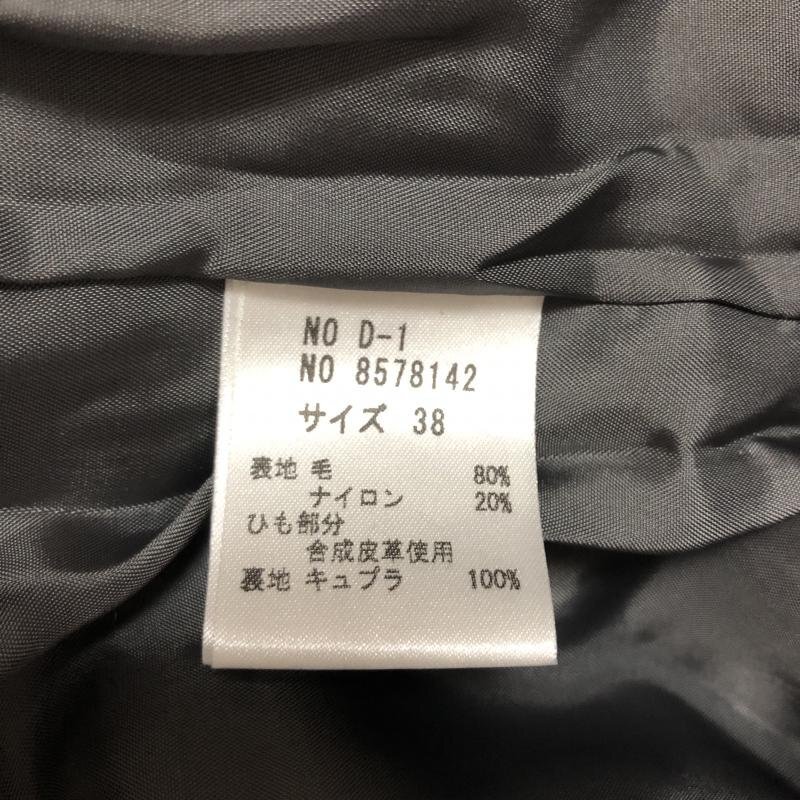 NO D-1
NO 8578142
サイズ 38
表地 毛 80%
ナイロン 20%
ひも部分
合成皮革使用
裏地 キュプラ 100%